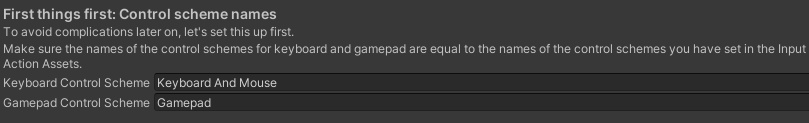 First things first: Control scheme names
To avoid complications later on, let's set this up first.
Make sure the names of the control schemes for keyboard and gamepad are equal to the names of the control schemes you have set in the Input
Action Assets.
Keyboard Control Scheme Keyboard And Mouse
Gamepad Control Scheme Gamepad